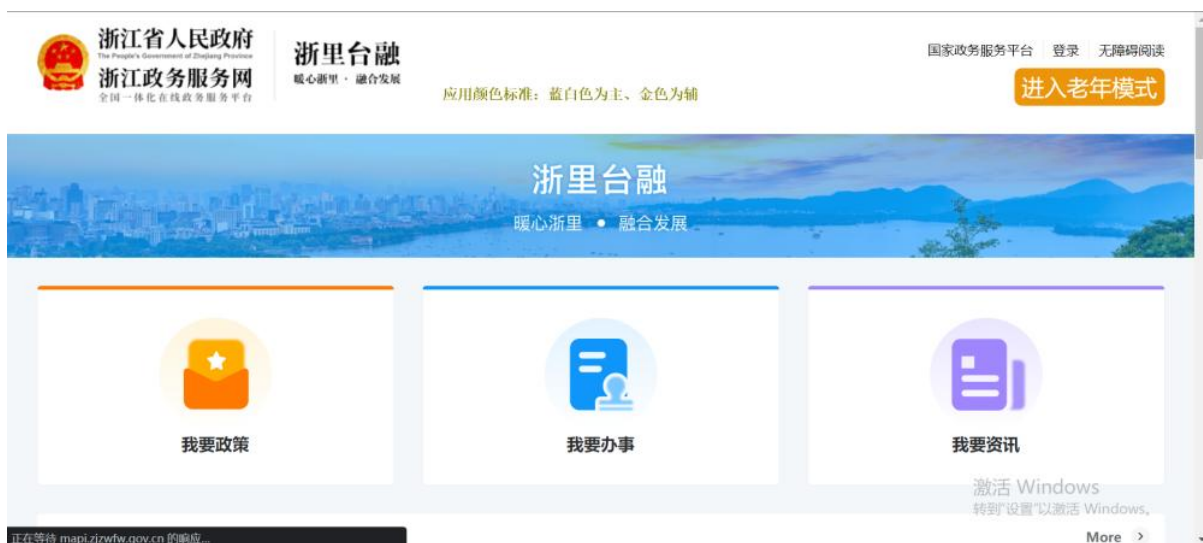 浙江省人民政府
The People's Government of Zhejiang Province
浙江政务服务网
全国一体化在线政务服务平台
浙里台融
暖心浙里 · 融合发展
应用颜色标准：蓝白色为主、金色为辅
国家政务服务平台 登录 无障碍阅读
进入老年模式
浙里台融
暖心浙里 ● 融合发展
我要政策
我要办事
我要资讯
激活 Windows
转到"设置"以激活 Windows。
More >
正在等待 mapi.zjzwfw.gov.cn 的响应...